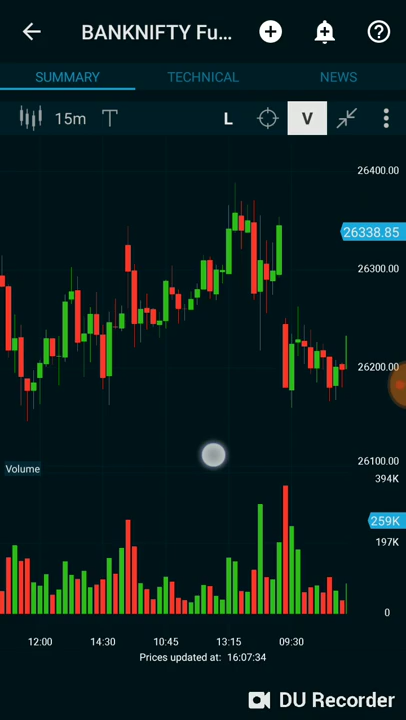 BANKNIFTY Fu...
SUMMARY TECHNICAL NEWS
15m T L V
26400.00
26338.85
26300.00
26200.00
26100.00
Volume
394K
259K
197K
0
12:00 14:30 10:45 13:15 09:30
Prices updated at: 16:07:34
DU Recorder